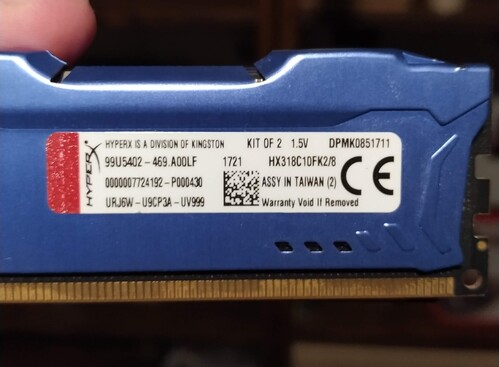 HYPERX
HYPERX IS A DIVISION OF KINGSTON KIT OF 2 1.5V DPMK0851711
99U5402-469.A00LF 1721 HX318C10FK2/8
0000007724192-P000430 ASSY IN TAIWAN (2) CE
URJ6W-U9CP3A-UV999 Warranty Void If Removed